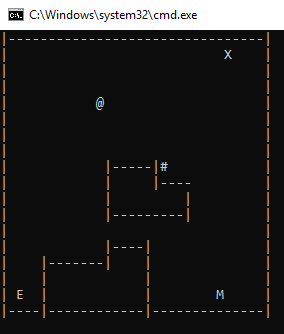 C:\Windows\system32\cmd.exe
|--------------------------------|
|                           X    |
|                                |
|                                |
|           @                    |
|                                |
|                                |
|                                |
|            |-----|#            |
|            |     |----         |
|            |         |         |
|            |---------|         |
|                                |
|            |----|              |
|    |-------|    |              |
|    |            |              |
| E  |            |        M     |
|----|------------|--------------|